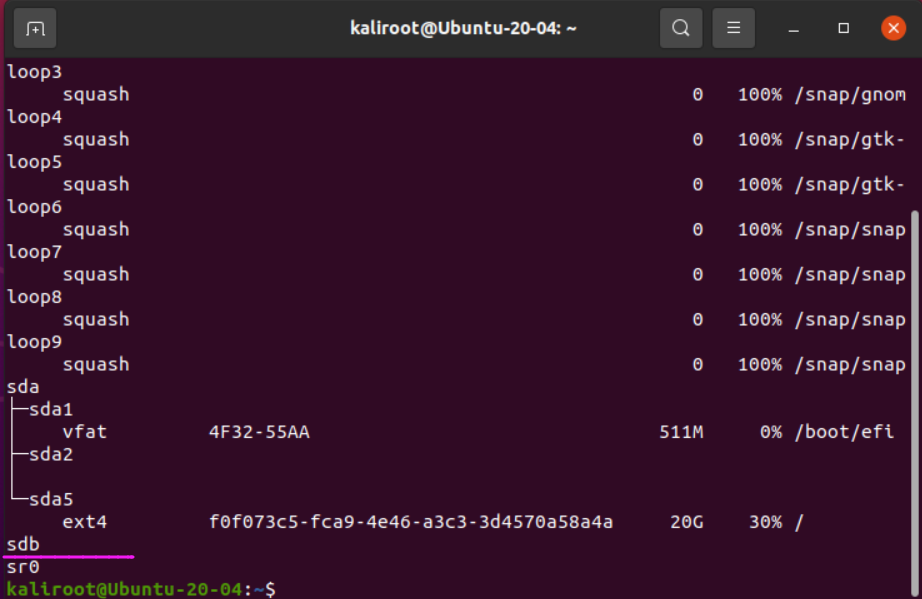 kaliroot@Ubuntu-20-04: ~
loop3
squash 0 100% /snap/gnom
loop4
squash 0 100% /snap/gtk-
loop5
squash 0 100% /snap/gtk-
loop6
squash 0 100% /snap/snap
loop7
squash 0 100% /snap/snap
loop8
squash 0 100% /snap/snap
loop9
squash 0 100% /snap/snap
sda
├─sda1
vfat 4F32-55AA 511M 0% /boot/efi
├─sda2
└─sda5
ext4 f0f073c5-fca9-4e46-a3c3-3d4570a58a4a 20G 30% /
sdb
sr0
kaliroot@Ubuntu-20-04:~$